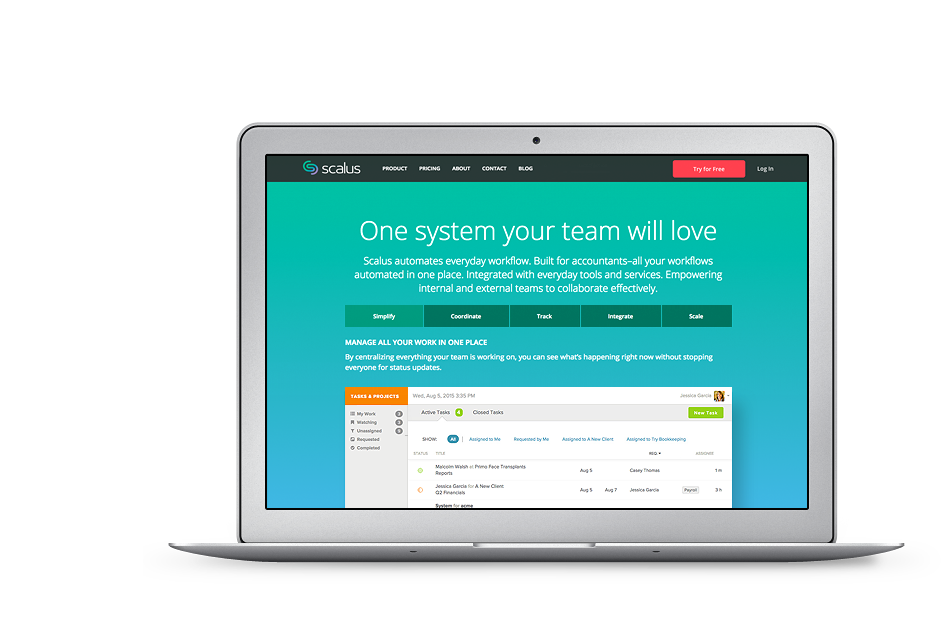 scalus PRODUCT PRICING ABOUT CONTACT BLOG Try for Free Log In
One system your team will love
Scalus automates everyday workflow. Built for accountants–all your workflows
automated in one place. Integrated with everyday tools and services. Empowering
internal and external teams to collaborate effectively.
Simplify Coordinate Track Integrate Scale
MANAGE ALL YOUR WORK IN ONE PLACE
By centralizing everything your team is working on, you can see what's happening right now without stopping
everyone for status updates.
TASKS & PROJECTS Wed, Aug 5, 2015 3:35 PM Jessica Garcia
My Work 3 Active Tasks 4 Closed Tasks New Task
Watching
Unassigned
Requested SHOW: All Assigned to Me Requested by Me Assigned to A New Client Assigned to Try Bookkeeping
Completed
STATUS TITLE REQ. ASSIGNEE
Malcolm Walsh at Primo Face Transplants
Reports Aug 5 Casey Thomas 1 m
Jessica Garcia for A New Client
G2 Financials Aug 5 Aug 7 Jessica Garcia Payroll 3 h
System for acme